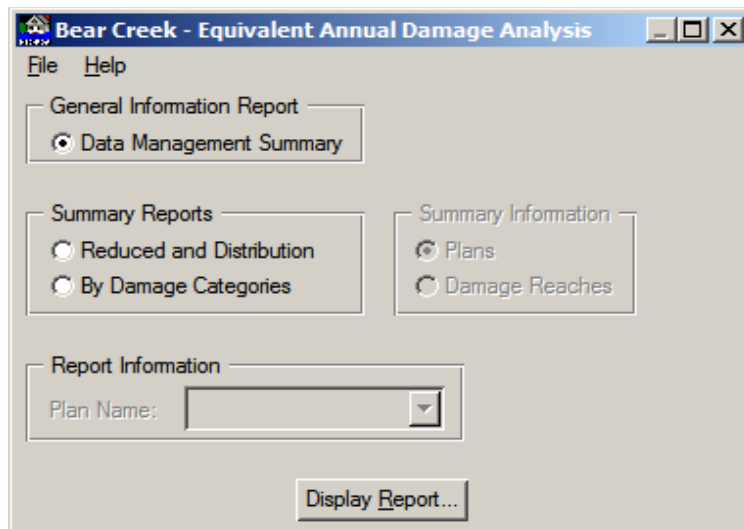 Bear Creek - Equivalent Annual Damage Analysis
File Help
General Information Report
Data Management Summary
Summary Reports
Reduced and Distribution
By Damage Categories
Summary Information
Plans
Damage Reaches
Report Information
Plan Name:
Display Report...